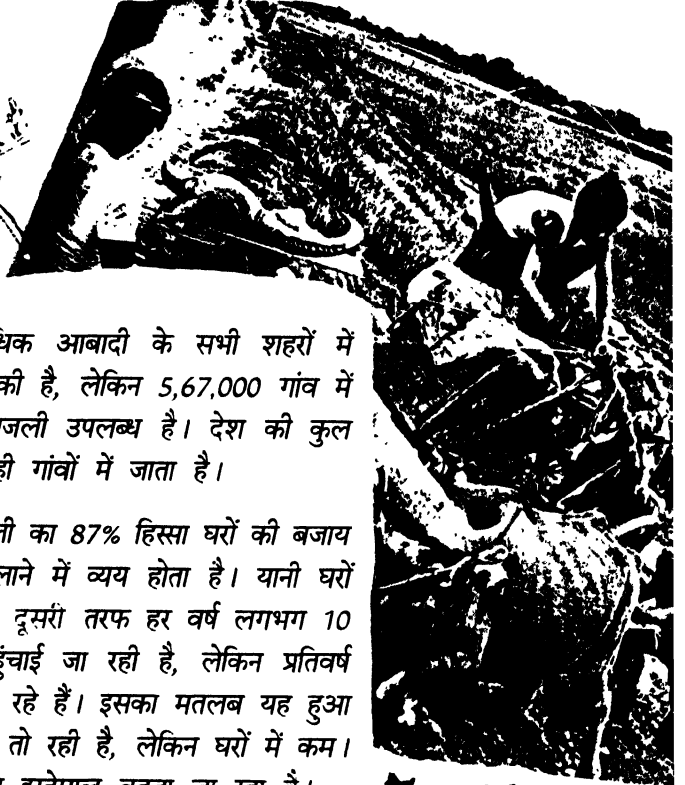 आबादी के सभी शहरों में
की है, लेकिन 5,67,000 गांव में
उपलब्ध है। देश की कुल
ही गांवों में जाता है।
का 87% हिस्सा घरों की बजाय
में व्यय होता है। यानी घरों
दूसरी तरफ हर वर्ष लगभग 10
जा रही है, लेकिन प्रतिवर्ष
रहे हैं। इसका मतलब यह हुआ
तो रही है, लेकिन घरों में कम।